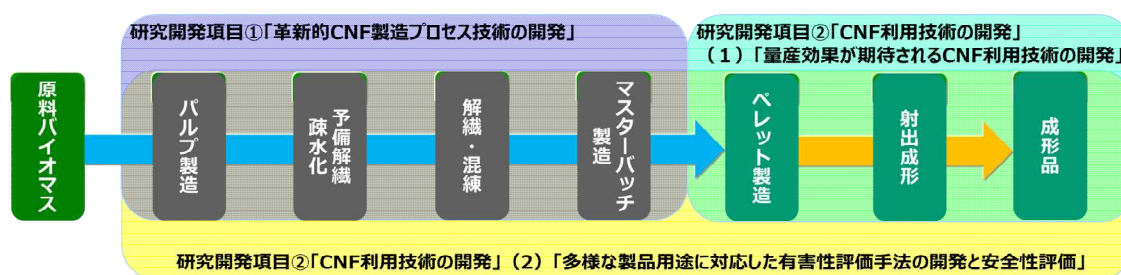 研究開発項目①「革新的CNF製造プロセス技術の開発」
研究開発項目②「CNF利用技術の開発」
（１）「量産効果が期待されるCNF利用技術の開発」
原料バイオマス
パルプ製造
予備解繊
疎水化
解繊・混練
マスターバッチ
製造
ペレット製造
射出成形
成形品
研究開発項目②「CNF利用技術の開発」（２）「多様な製品用途に対応した有害性評価手法の開発と安全性評価」